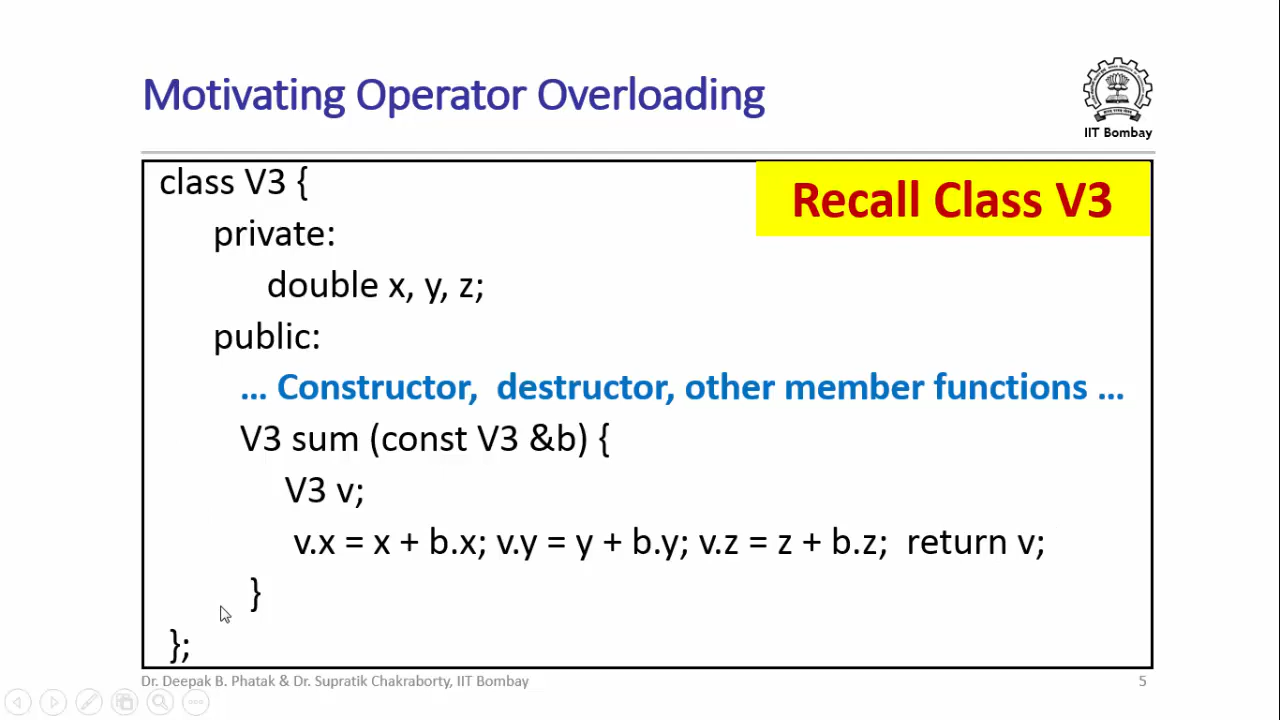 Motivating Operator Overloading
IIT Bombay
class V3 {
Recall Class V3
private:
double x, y, z;
public:
... Constructor, destructor, other member functions ...
V3 sum (const V3 &b) {
V3 v;
v.x = x + b.x; v.y = y + b.y; v.z = z + b.z; return v;
}
};
Dr. Deepak B. Phatak & Dr. Supratik Chakraborty, IIT Bombay
5